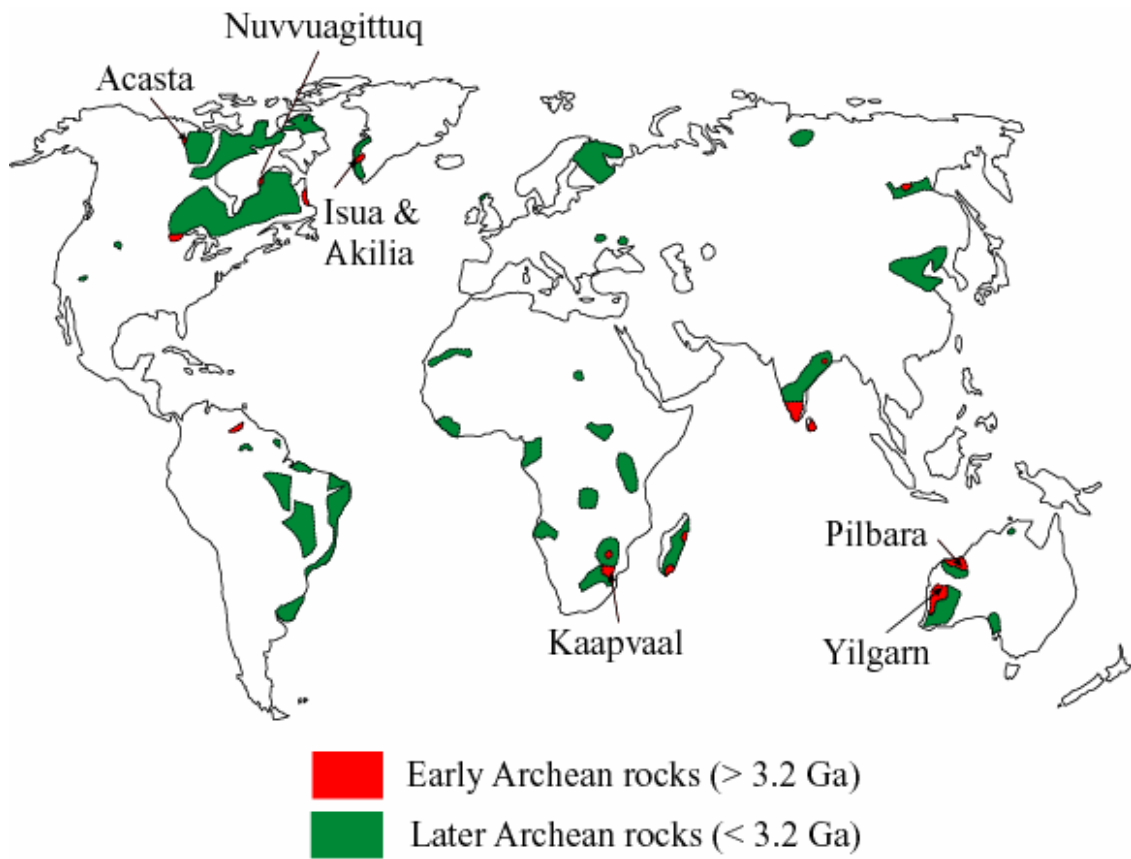 Nuvvuagittuq
Acasta
Isua &
Akilia
Pilbara
Kaapvaal
Yilgarn
Early Archean rocks (> 3.2 Ga)
Later Archean rocks (< 3.2 Ga)